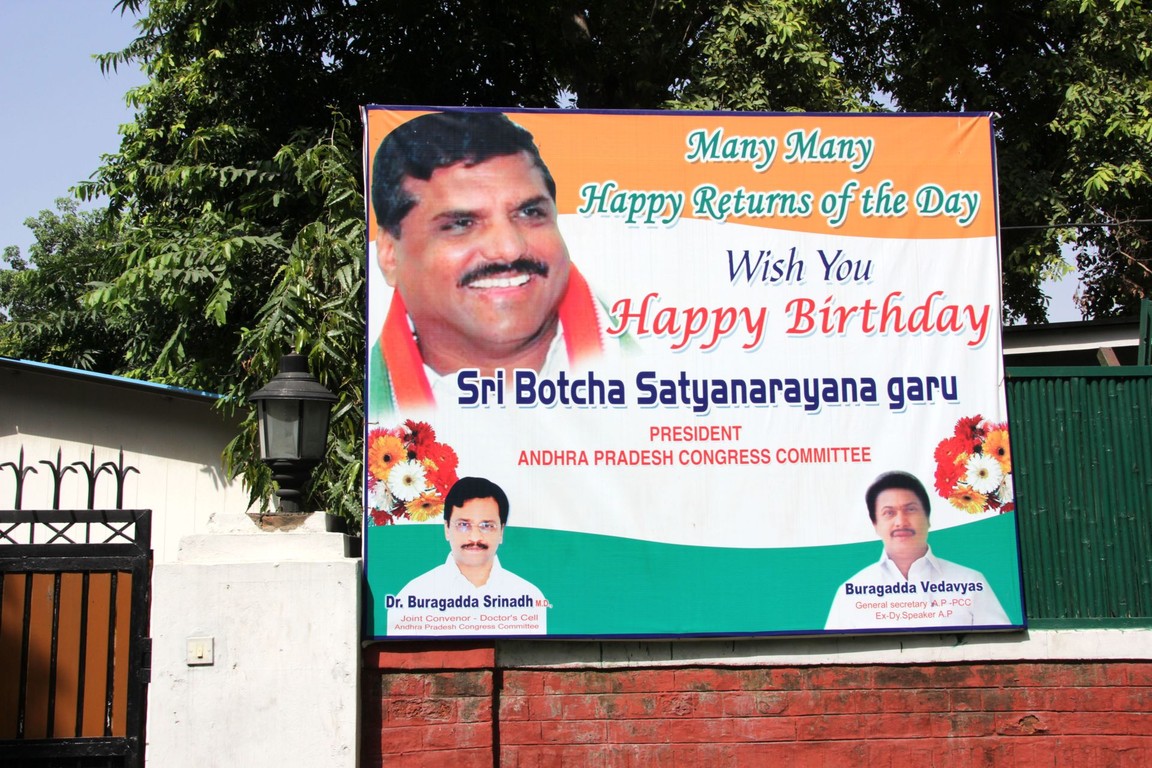 Many Many
Happy Returns of the Day
Wish You
Happy Birthday
Sri Botcha Satyanarayana garu
PRESIDENT
ANDHRA PRADESH CONGRESS COMMITTEE
Dr. Buragadda Srinadh M.D.,
Joint Convenor - Doctor's Cell
Andhra Pradesh Congress Committee
Buragadda Vedavyas
General secretary A.P -PCC
Ex-Dy.Speaker A.P